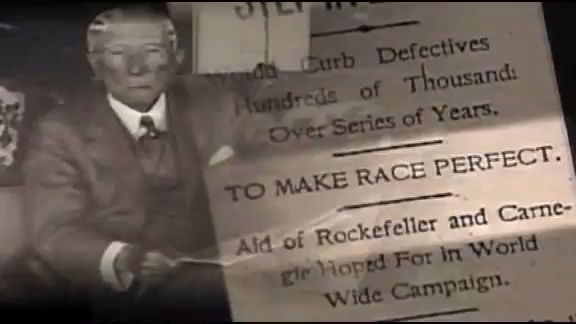 Would Curb Defectives
Hundreds of Thousands
Over Series of Years.
TO MAKE RACE PERFECT.
Aid of Rockefeller and Carne-
gie Hoped For in World
Wide Campaign.